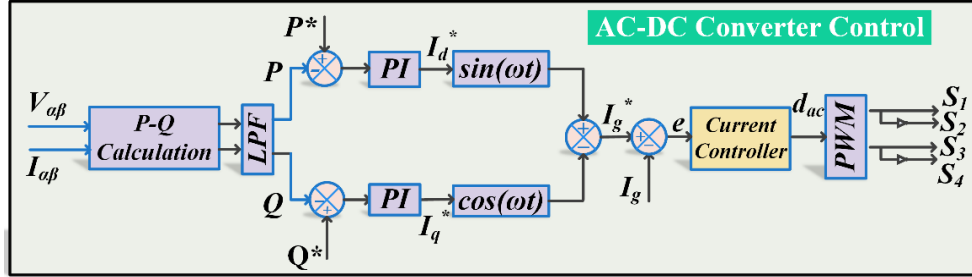 AC-DC Converter Control
P*
P
PI
I_d^*
sin(ωt)
V_αβ
I_αβ
P-Q
Calculation
LPF
Q
Q*
PI
I_q^*
cos(ωt)
I_g^*
I_g
e
Current
Controller
d_ac
PWM
S_1
S_2
S_3
S_4